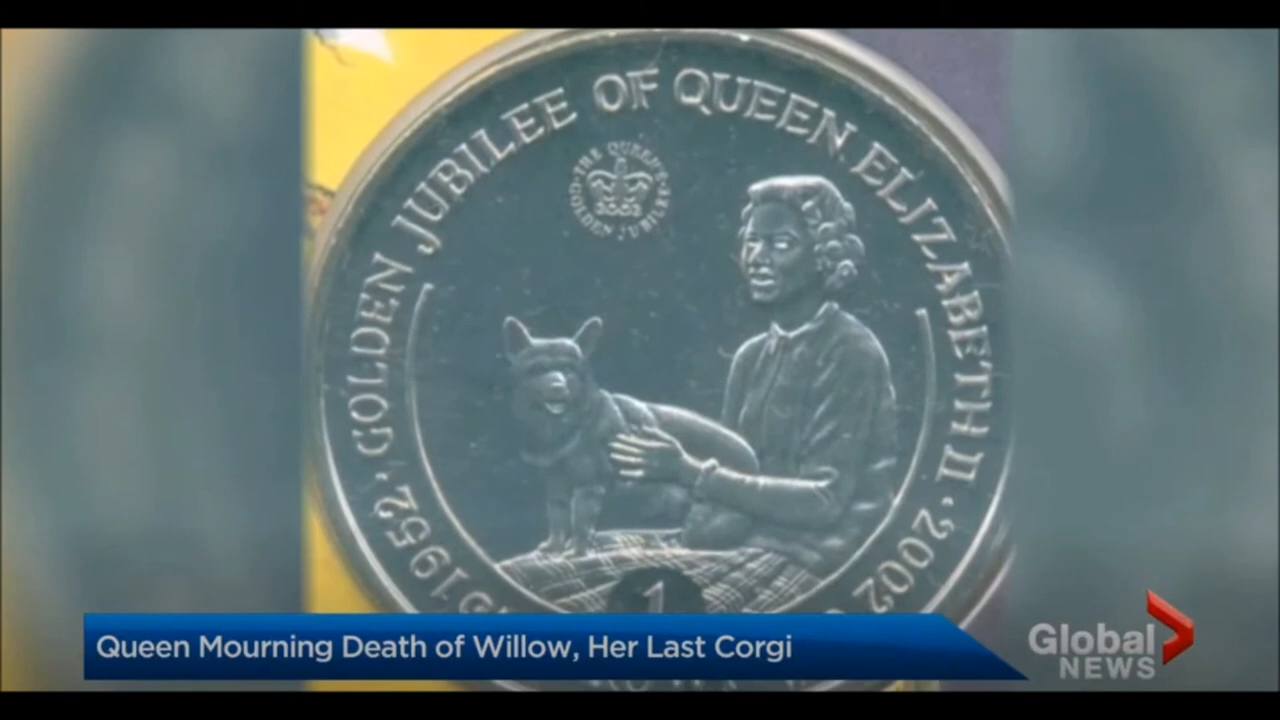 1952 · GOLDEN JUBILEE OF QUEEN ELIZABETH II · 2002
THE QUEEN'S GOLDEN JUBILEE
1
Queen Mourning Death of Willow, Her Last Corgi
Global
NEWS